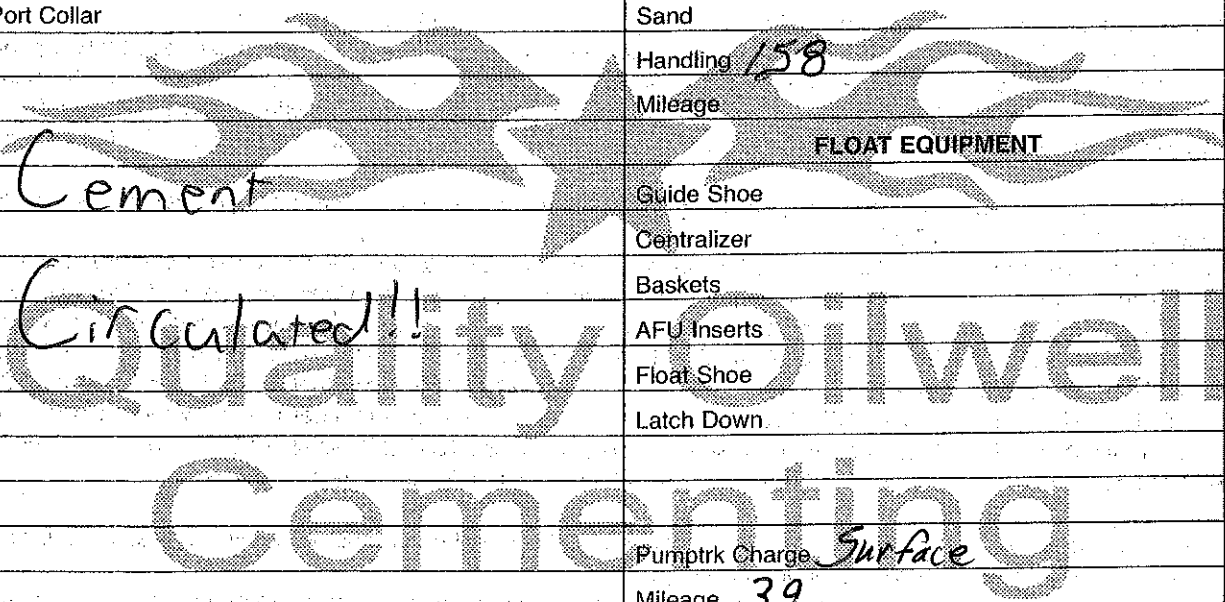 Port Collar
Cement
Circulated!!
Sand
Handling 158
Mileage
FLOAT EQUIPMENT
Guide Shoe
Centralizer
Baskets
AFU Inserts
Float Shoe
Latch Down
Pumptrk Charge Surface
Mileage 39
Quality Oilwell
Cementing